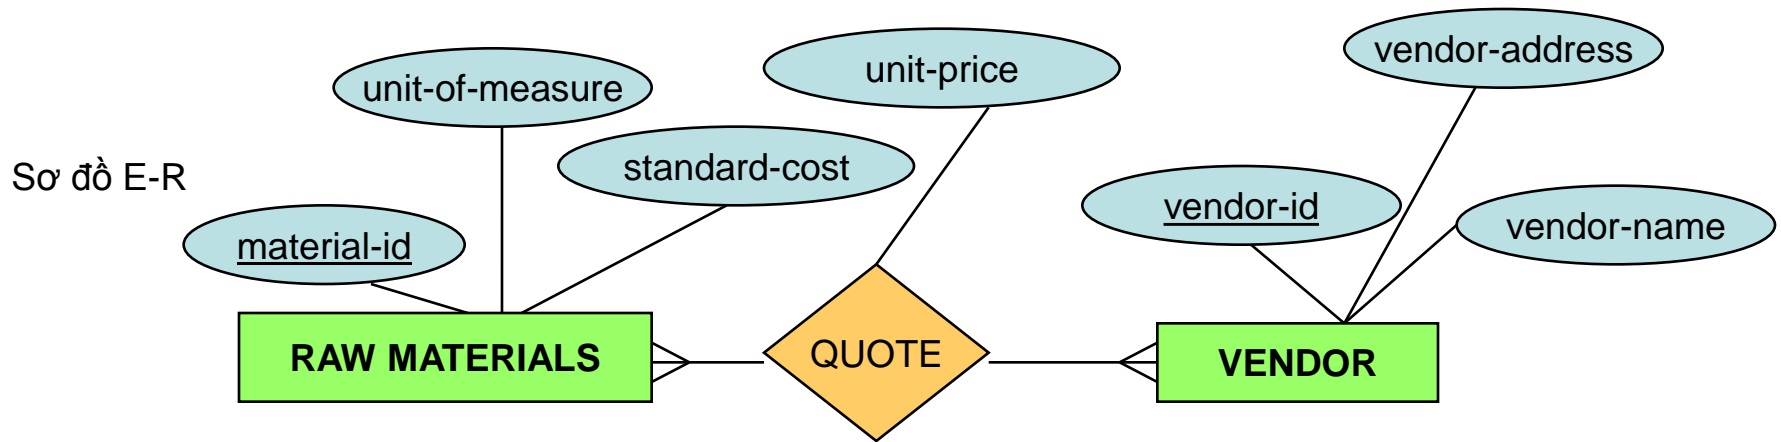 vendor-address
unit-price
unit-of-measure
standard-cost
Sơ đồ E-R
vendor-id
vendor-name
material-id
RAW MATERIALS
QUOTE
VENDOR